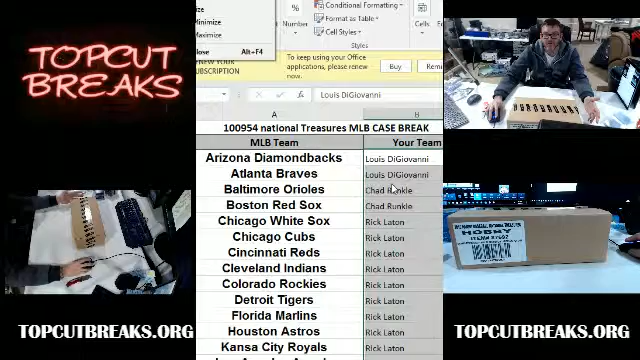 TOPCUT
BREAKS
Minimize
Maximize
Alt+F4
Conditional Formatting
Format as Table
Cell Styles
Styles
To keep using your Office
applications, please renew
now.
Buy
SUBSCRIPTION
Louis DiGiovanni
A
B
100954 national Treasures MLB CASE BREAK
MLB Team Your Team
Arizona Diamondbacks Louis DiGiovanni
Atlanta Braves Louis DiGiovanni
Baltimore Orioles Chad Runkle
Boston Red Sox Chad Runkle
Chicago White Sox Rick Laton
Chicago Cubs Rick Laton
Cincinnati Reds Rick Laton
Cleveland Indians Rick Laton
Colorado Rockies Rick Laton
Detroit Tigers Rick Laton
Florida Marlins Rick Laton
Houston Astros Rick Laton
Kansas City Royals Rick Laton
HOBBY
TOPCUTBREAKS.ORG
TOPCUTBREAKS.ORG